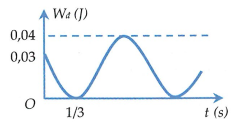 Wđ (J)
0,04
0,03
O
1/3
t (s)